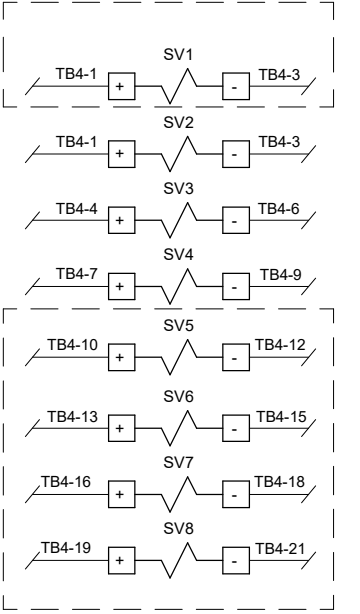 SV1
TB4-1 + - TB4-3
SV2
TB4-1 + - TB4-3
SV3
TB4-4 + - TB4-6
SV4
TB4-7 + - TB4-9
SV5
TB4-10 + - TB4-12
SV6
TB4-13 + - TB4-15
SV7
TB4-16 + - TB4-18
SV8
TB4-19 + - TB4-21